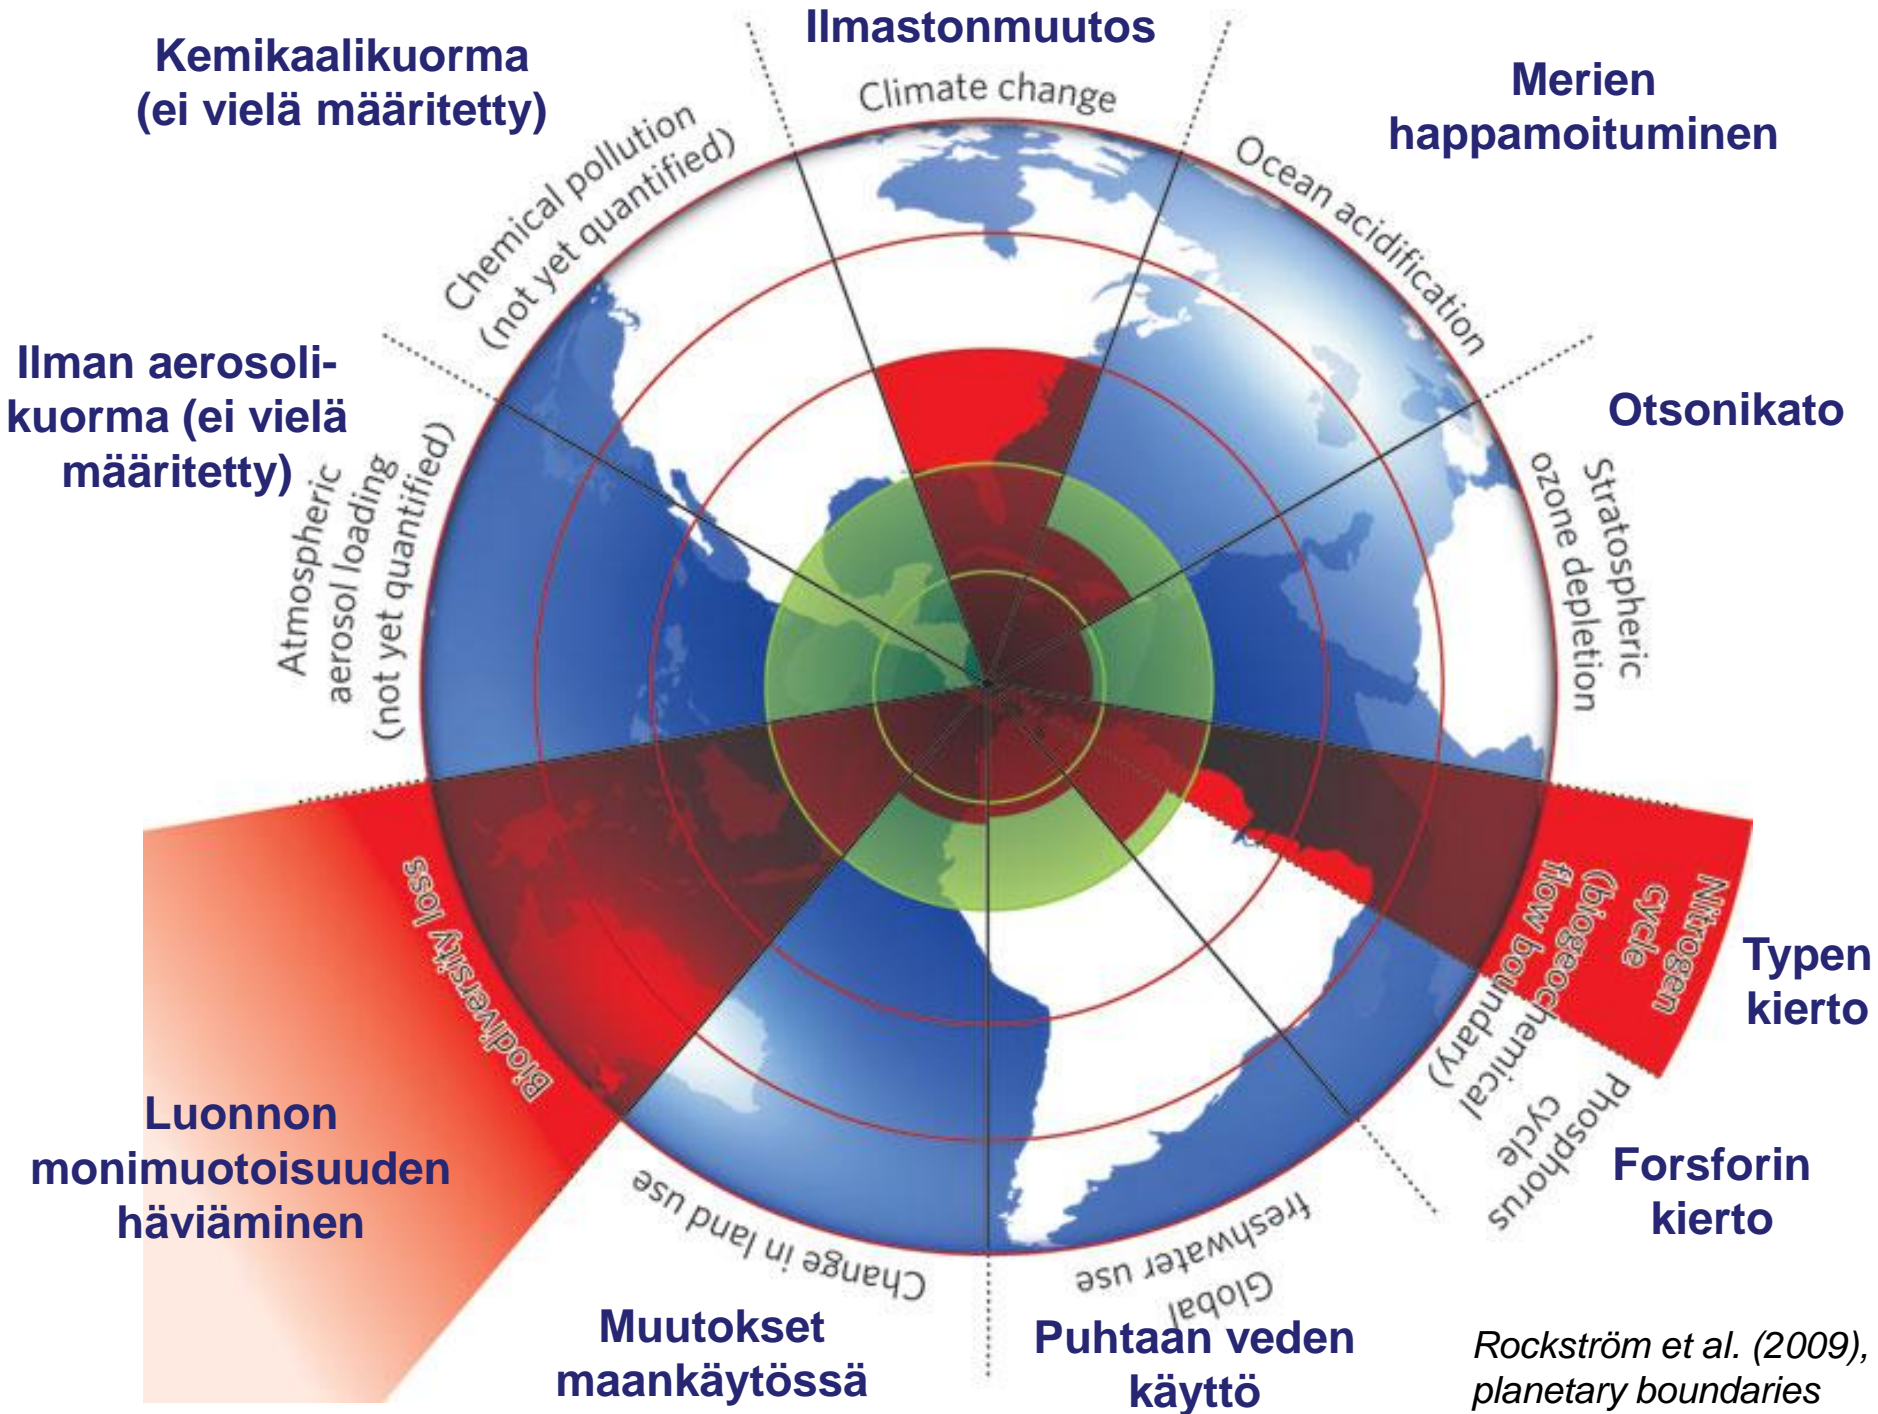 Ilmastonmuutos
Climate change
Merien
happamoituminen
Ocean acidification
Otsonikato
Stratospheric
ozone depletion
Typen
kierto
Nitrogen
cycle
(biogeochemical
flow boundary)
Phosphorus
cycle
Forsforin
kierto
Global
freshwater use
Puhtaan veden
käyttö
Change in land use
Muutokset
maankäytössä
Biodiversity loss
Luonnon
monimuotoisuuden
häviäminen
Ilman aerosoli-
kuorma (ei vielä
määritetty)
Atmospheric
aerosol loading
(not yet quantified)
Kemikaalikuorma
(ei vielä määritetty)
Chemical pollution
(not yet quantified)
Rockström et al. (2009),
planetary boundaries